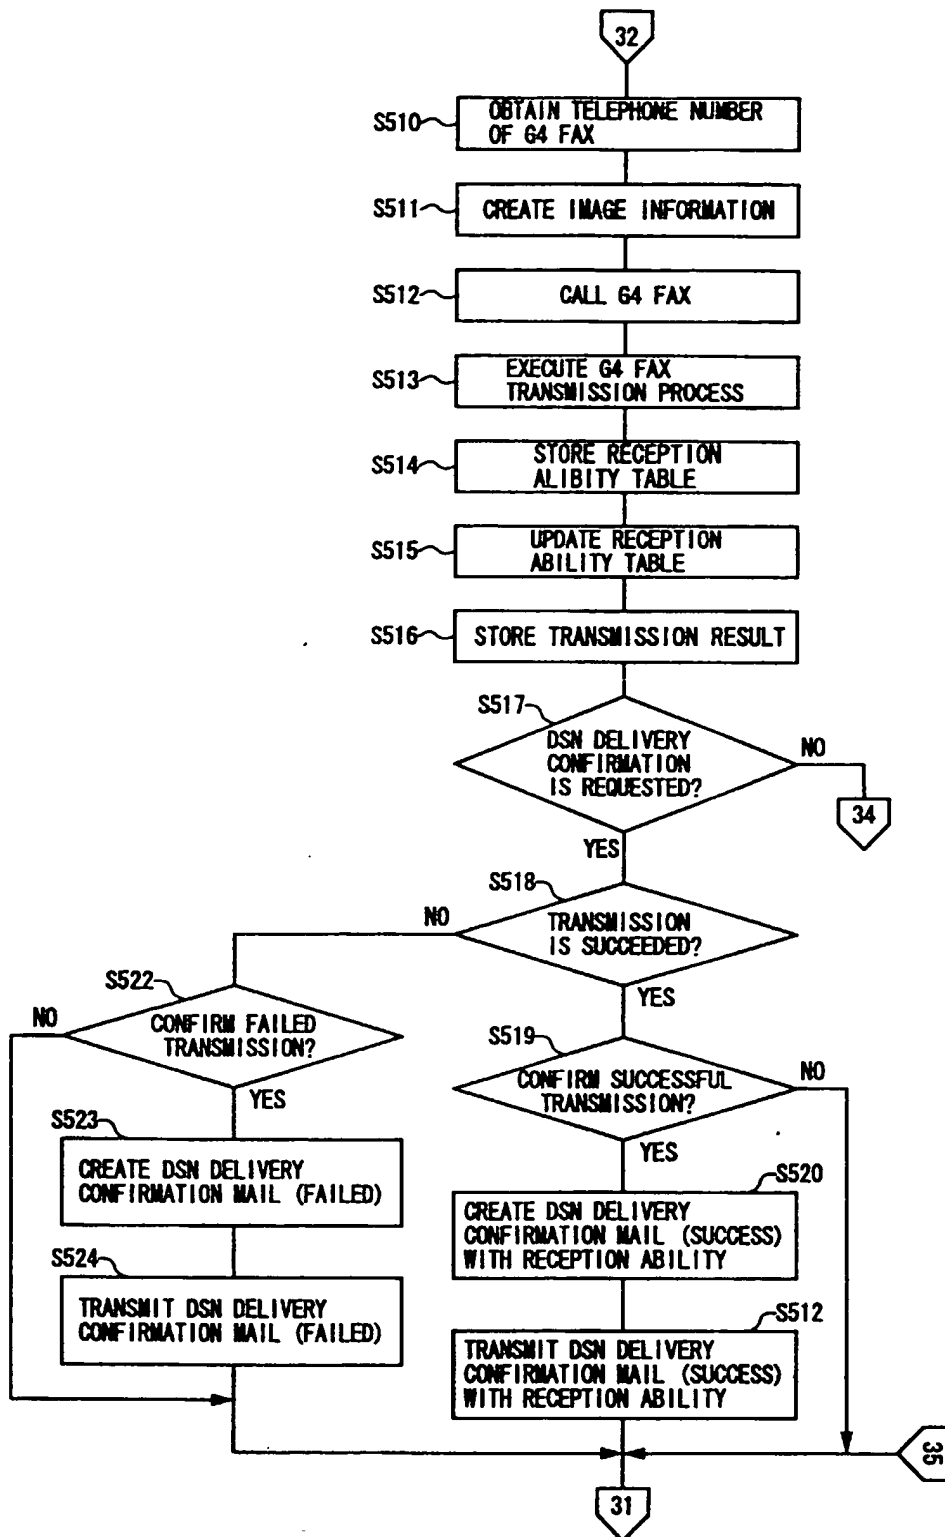 32
S510
OBTAIN TELEPHONE NUMBER
OF G4 FAX
S511
CREATE IMAGE INFORMATION
S512
CALL G4 FAX
S513
EXECUTE G4 FAX
TRANSMISSION PROCESS
S514
STORE RECEPTION
ALIBITY TABLE
S515
UPDATE RECEPTION
ABILITY TABLE
S516
STORE TRANSMISSION RESULT
S517
DSN DELIVERY
CONFIRMATION
IS REQUESTED?
NO
34
YES
S518
TRANSMISSION
IS SUCCEEDED?
NO
YES
S522
CONFIRM FAILED
TRANSMISSION?
NO
YES
S519
CONFIRM SUCCESSFUL
TRANSMISSION?
NO
YES
S523
CREATE DSN DELIVERY
CONFIRMATION MAIL (FAILED)
S520
CREATE DSN DELIVERY
CONFIRMATION MAIL (SUCCESS)
WITH RECEPTION ABILITY
S524
TRANSMIT DSN DELIVERY
CONFIRMATION MAIL (FAILED)
S512
TRANSMIT DSN DELIVERY
CONFIRMATION MAIL (SUCCESS)
WITH RECEPTION ABILITY
35
31